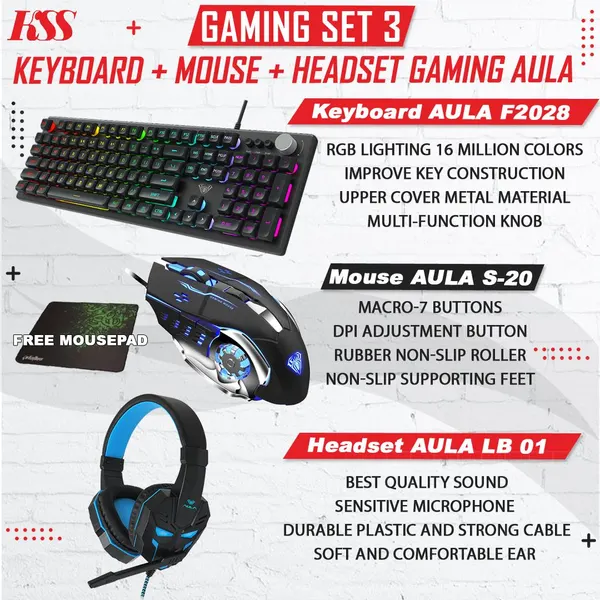 KSS
GAMING SET 3
KEYBOARD + MOUSE + HEADSET GAMING AULA
Keyboard AULA F2028
RGB LIGHTING 16 MILLION COLORS
IMPROVE KEY CONSTRUCTION
UPPER COVER METAL MATERIAL
MULTI-FUNCTION KNOB
Mouse AULA S-20
MACRO-7 BUTTONS
DPI ADJUSTMENT BUTTON
RUBBER NON-SLIP ROLLER
NON-SLIP SUPPORTING FEET
FREE MOUSEPAD
Headset AULA LB 01
BEST QUALITY SOUND
SENSITIVE MICROPHONE
DURABLE PLASTIC AND STRONG CABLE
SOFT AND COMFORTABLE EAR
AULA